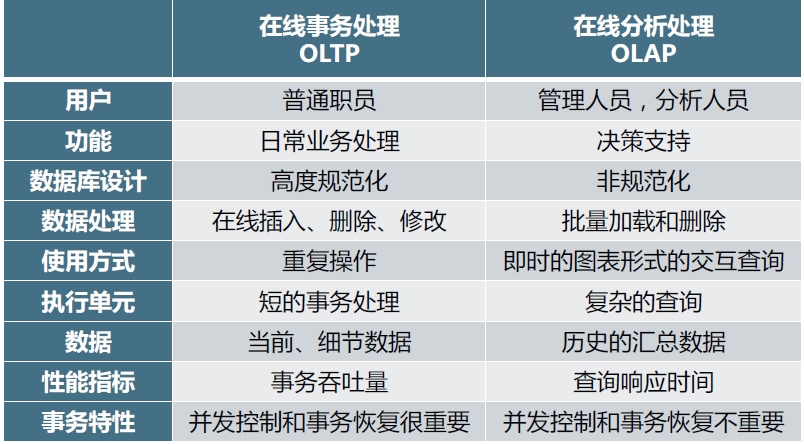 在线事务处理
OLTP
在线分析处理
OLAP
用户
普通职员
管理人员，分析人员
功能
日常业务处理
决策支持
数据库设计
高度规范化
非规范化
数据处理
在线插入、删除、修改
批量加载和删除
使用方式
重复操作
即时的图表形式的交互查询
执行单元
短的事务处理
复杂的查询
数据
当前、细节数据
历史的汇总数据
性能指标
事务吞吐量
查询响应时间
事务特性
并发控制和事务恢复很重要
并发控制和事务恢复不重要